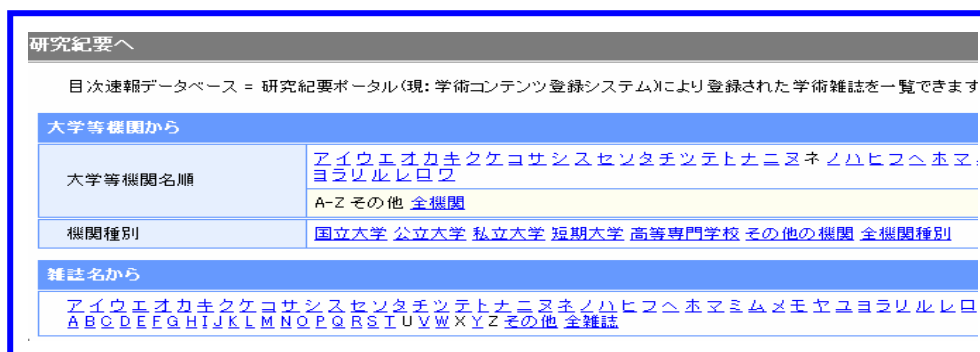 研究紀要へ
目次速報データベース = 研究紀要ポータル(現: 学術コンテンツ登録システム)により登録された学術雑誌を一覧できます
大学等機関から
大学等機関名順
ア イ ウ エ オ カ キ ク ケ コ サ シ ス セ ソ タ チ ツ テ ト ナ ニ ヌ ネ ノ ハ ヒ フ ヘ ホ マ
ヨ ラ リ ル レ ロ ワ
A-Z その他 全機関
機関種別
国立大学 公立大学 私立大学 短期大学 高等専門学校 その他の機関 全機関種別
雑誌名から
ア イ ウ エ オ カ キ ク ケ コ サ シ ス セ ソ タ チ ツ テ ト ナ ニ ヌ ネ ノ ハ ヒ フ ヘ ホ マ ミ ム メ モ ヤ ユ ヨ ラ リ ル レ ロ
A B C D E F G H I J K L M N O P Q R S T U V W X Y Z その他 全雑誌